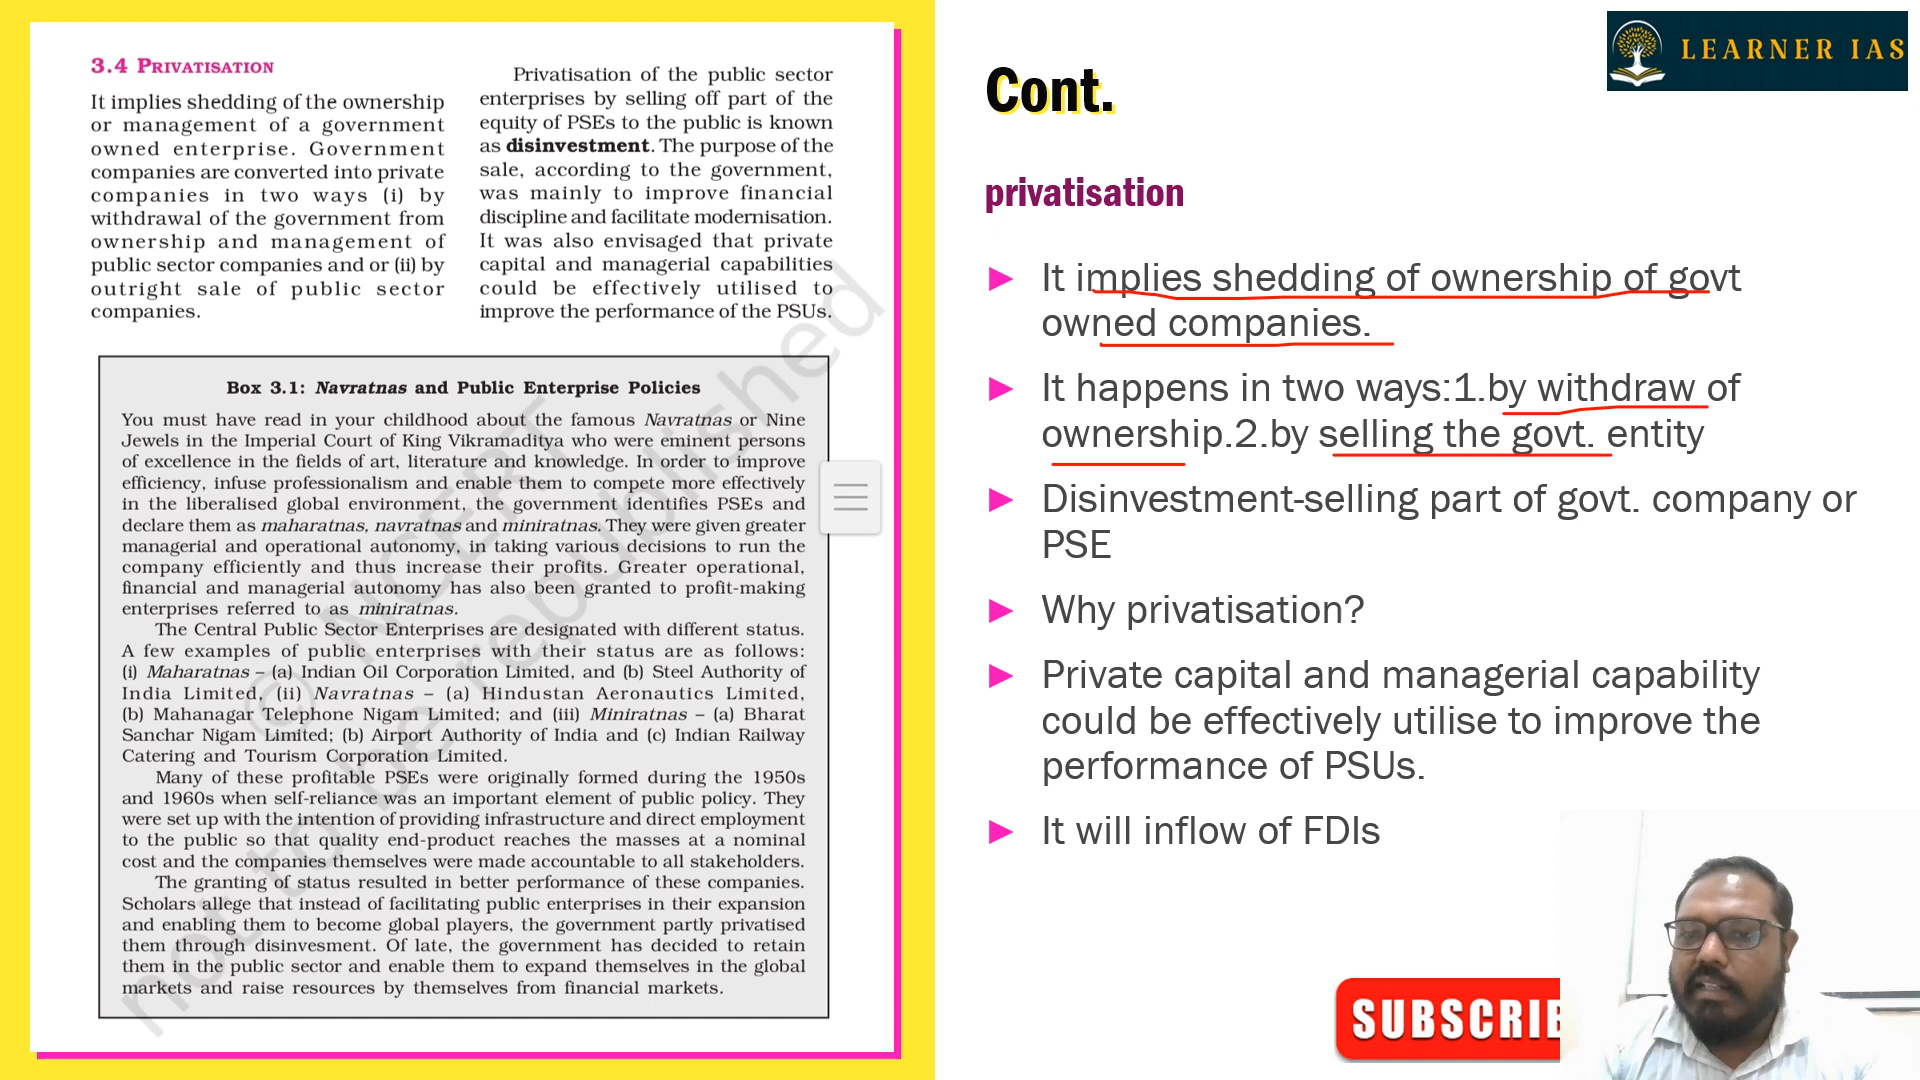 3.4 PRIVATISATION
It implies shedding of the ownership
or management of a government
owned enterprise. Government
companies are converted into private
companies in two ways (i) by
withdrawal of the government from
ownership and management of
public sector companies and or (ii) by
outright sale of public sector
companies.
Privatisation of the public sector
enterprises by selling off part of the
equity of PSEs to the public is known
as disinvestment. The purpose of the
sale, according to the government,
was mainly to improve financial
discipline and facilitate modernisation.
It was also envisaged that private
capital and managerial capabilities
could be effectively utilised to
improve the performance of the PSUs.
Box 3.1: Navratnas and Public Enterprise Policies
You must have read in your childhood about the famous Navratnas or Nine
Jewels in the Imperial Court of King Vikramaditya who were eminent persons
of excellence in the fields of art, literature and knowledge. In order to improve
efficiency, infuse professionalism and enable them to compete more effectively
in the liberalised global environment, the government identifies PSEs and
declare them as maharatnas, navratnas and miniratnas. They were given greater
managerial and operational autonomy, in taking various decisions to run the
company efficiently and thus increase their profits. Greater operational,
financial and managerial autonomy has also been granted to profit-making
enterprises referred to as miniratnas.
The Central Public Sector Enterprises are designated with different status.
A few examples of public enterprises with their status are as follows:
(i) Maharatnas – (a) Indian Oil Corporation Limited, and (b) Steel Authority of
India Limited, (ii) Navratnas – (a) Hindustan Aeronautics Limited,
(b) Mahanagar Telephone Nigam Limited; and (iii) Miniratnas – (a) Bharat
Sanchar Nigam Limited; (b) Airport Authority of India and (c) Indian Railway
Catering and Tourism Corporation Limited.
Many of these profitable PSEs were originally formed during the 1950s
and 1960s when self-reliance was an important element of public policy. They
were set up with the intention of providing infrastructure and direct employment
to the public so that quality end-product reaches the masses at a nominal
cost and the companies themselves were made accountable to all stakeholders.
The granting of status resulted in better performance of these companies.
Scholars allege that instead of facilitating public enterprises in their expansion
and enabling them to become global players, the government partly privatised
them through disinvesment. Of late, the government has decided to retain
them in the public sector and enable them to expand themselves in the global
markets and raise resources by themselves from financial markets.
© NCERT
not to be republished
LEARNER IAS
Cont.
privatisation
It implies shedding of ownership of govt
owned companies.
It happens in two ways:1.by withdraw of
ownership.2.by selling the govt. entity
Disinvestment-selling part of govt. company or
PSE
Why privatisation?
Private capital and managerial capability
could be effectively utilise to improve the
performance of PSUs.
It will inflow of FDIs
SUBSCRIB